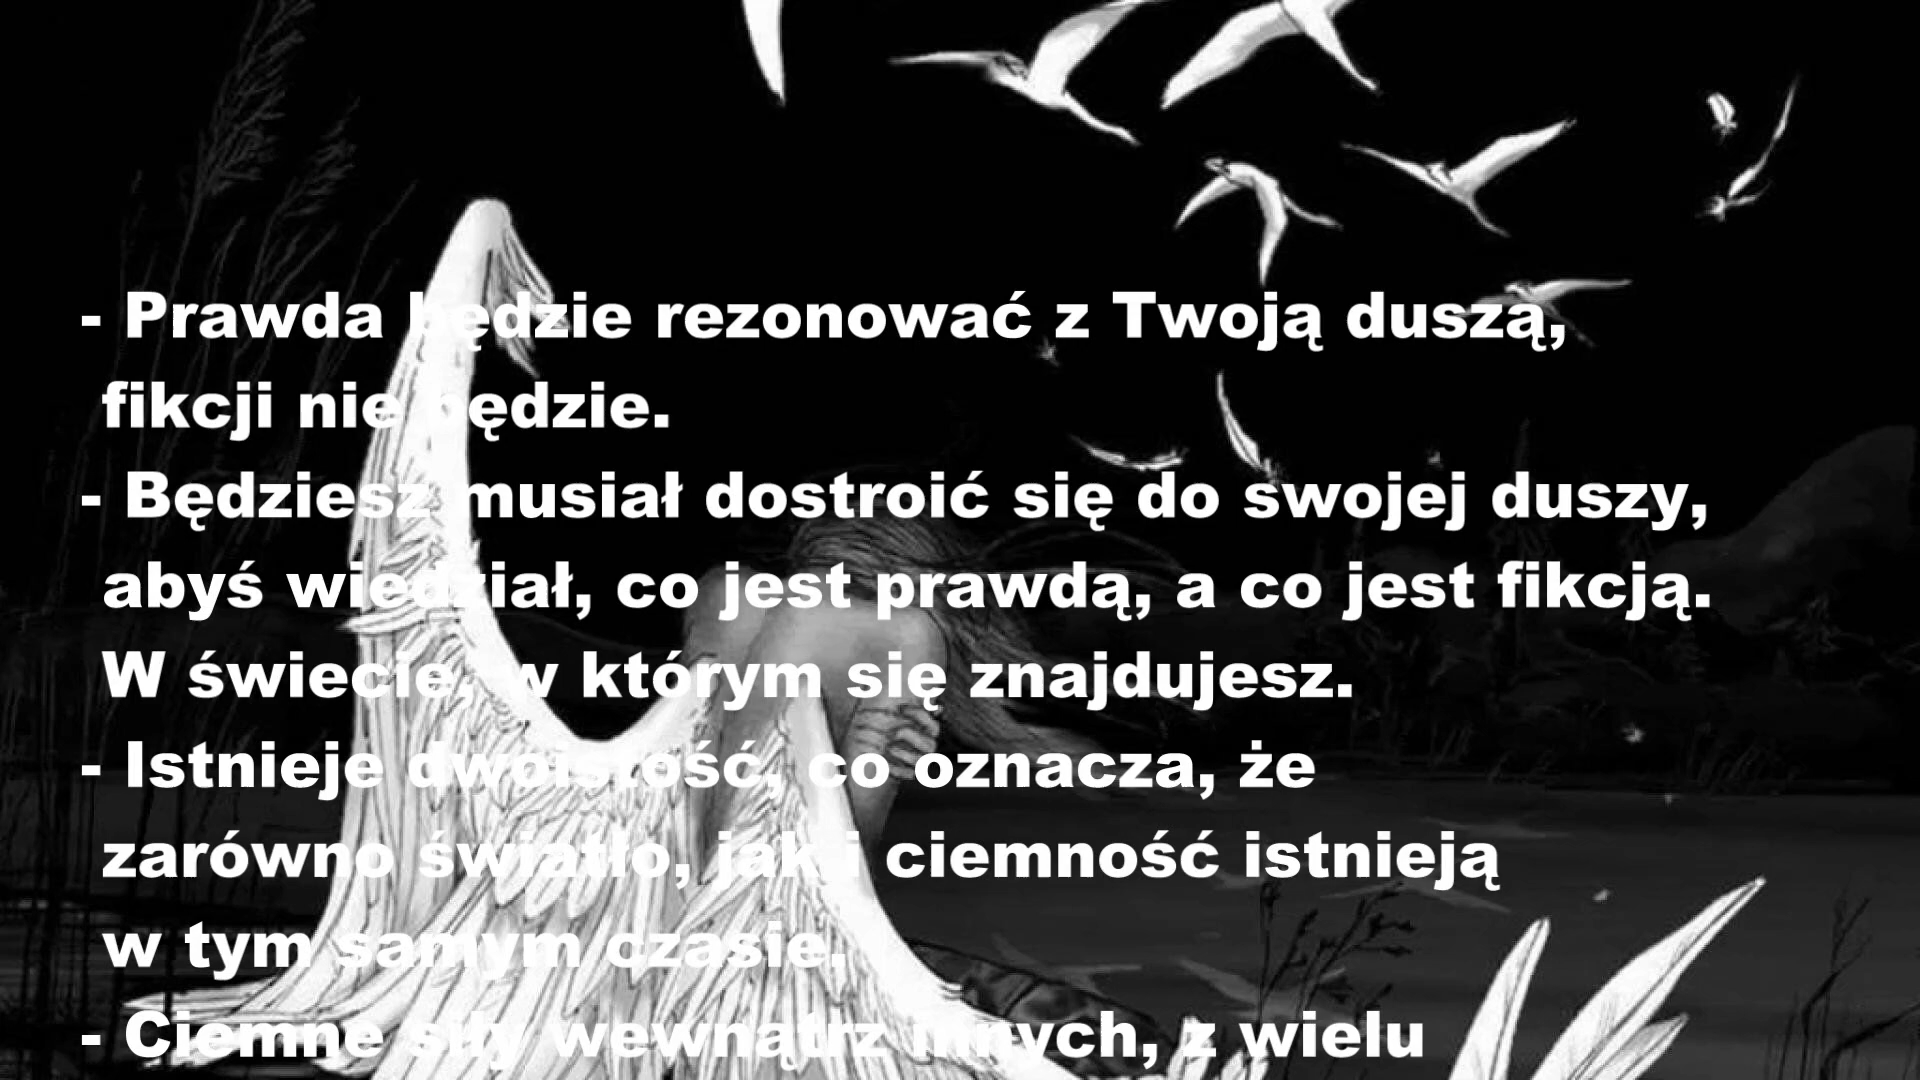 - Prawda będzie rezonować z Twoją duszą,
fikcji nie będzie.
- Będziesz musiał dostroić się do swojej duszy,
abyś wiedział, co jest prawdą, a co jest fikcją.
W świecie, w którym się znajdujesz.
- Istnieje dwoistość, co oznacza, że
zarówno światło, jak i ciemność istnieją
w tym samym czasie.
- Ciemne siły wewnątrz innych, z wielu